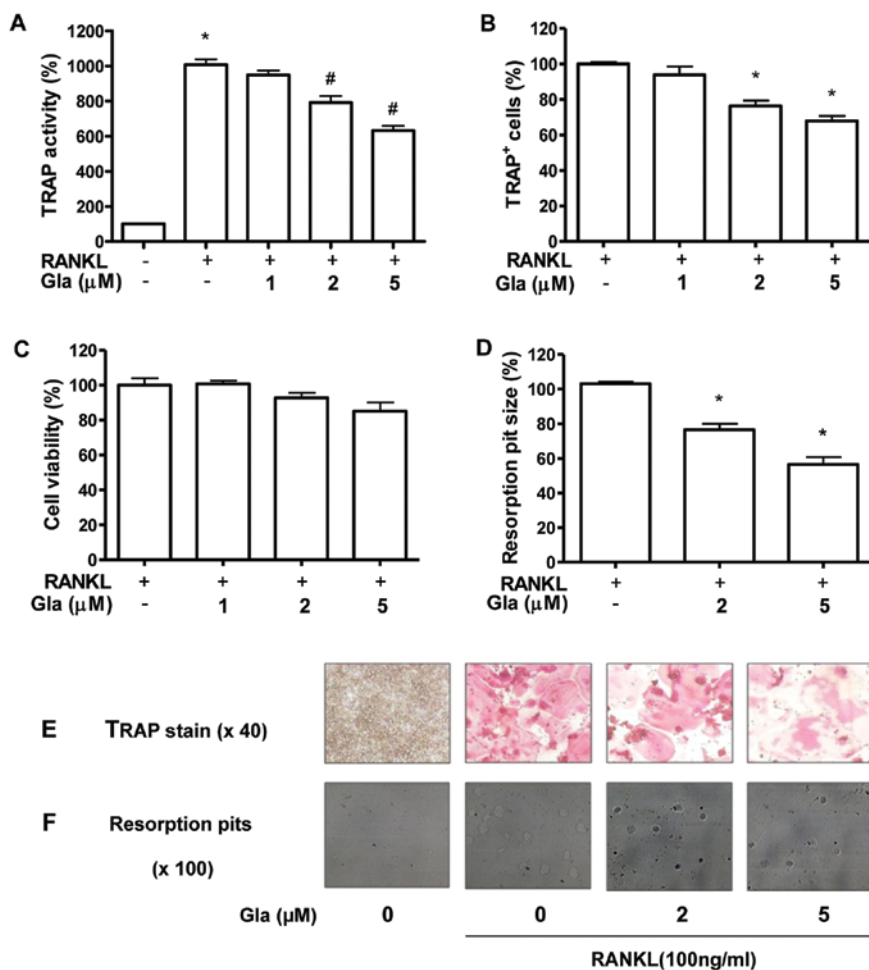 A
TRAP activity (%)
1200
1000
800
600
400
200
0
* # #
RANKL - + + + +
Gla (μM) - - 1 2 5
B
TRAP+ cells (%)
120
100
80
60
40
20
0
* *
RANKL + + + +
Gla (μM) - 1 2 5
C
Cell viability (%)
120
100
80
60
40
20
0
RANKL + + + +
Gla (μM) - 1 2 5
D
Resorption pit size (%)
120
100
80
60
40
20
0
* *
RANKL + + +
Gla (μM) - 2 5
E TRAP stain (x 40)
F Resorption pits
(x 100)
Gla (μM) 0 0 2 5
RANKL(100ng/ml)